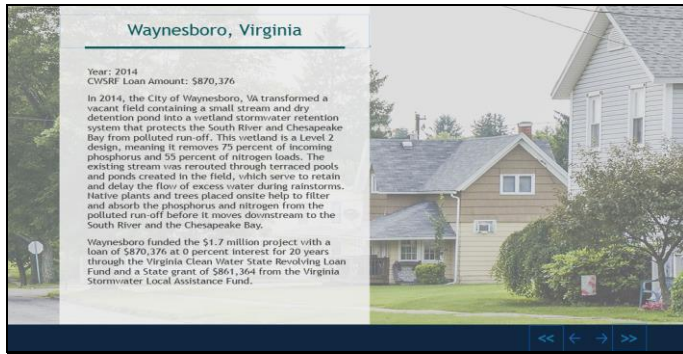 Waynesboro, Virginia
Year: 2014
CWSRF Loan Amount: $870,376
In 2014, the City of Waynesboro, VA transformed a
vacant field containing a small stream and dry
detention pond into a wetland stormwater retention
system that protects the South River and Chesapeake
Bay from polluted run-off. This wetland is a Level 2
design, meaning it removes 75 percent of incoming
phosphorus and 55 percent of nitrogen loads. The
existing stream was rerouted through terraced pools
and ponds created in the field, which serve to retain
and delay the flow of excess water during rainstorms.
Native plants and trees placed onsite help to filter
and absorb the phosphorus and nitrogen from the
polluted run-off before it moves downstream to the
South River and the Chesapeake Bay.
Waynesboro funded the $1.7 million project with a
loan of $870,376 at 0 percent interest for 20 years
through the Virginia Clean Water State Revolving Loan
Fund and a State grant of $861,364 from the Virginia
Stormwater Local Assistance Fund.
<< ← → >>